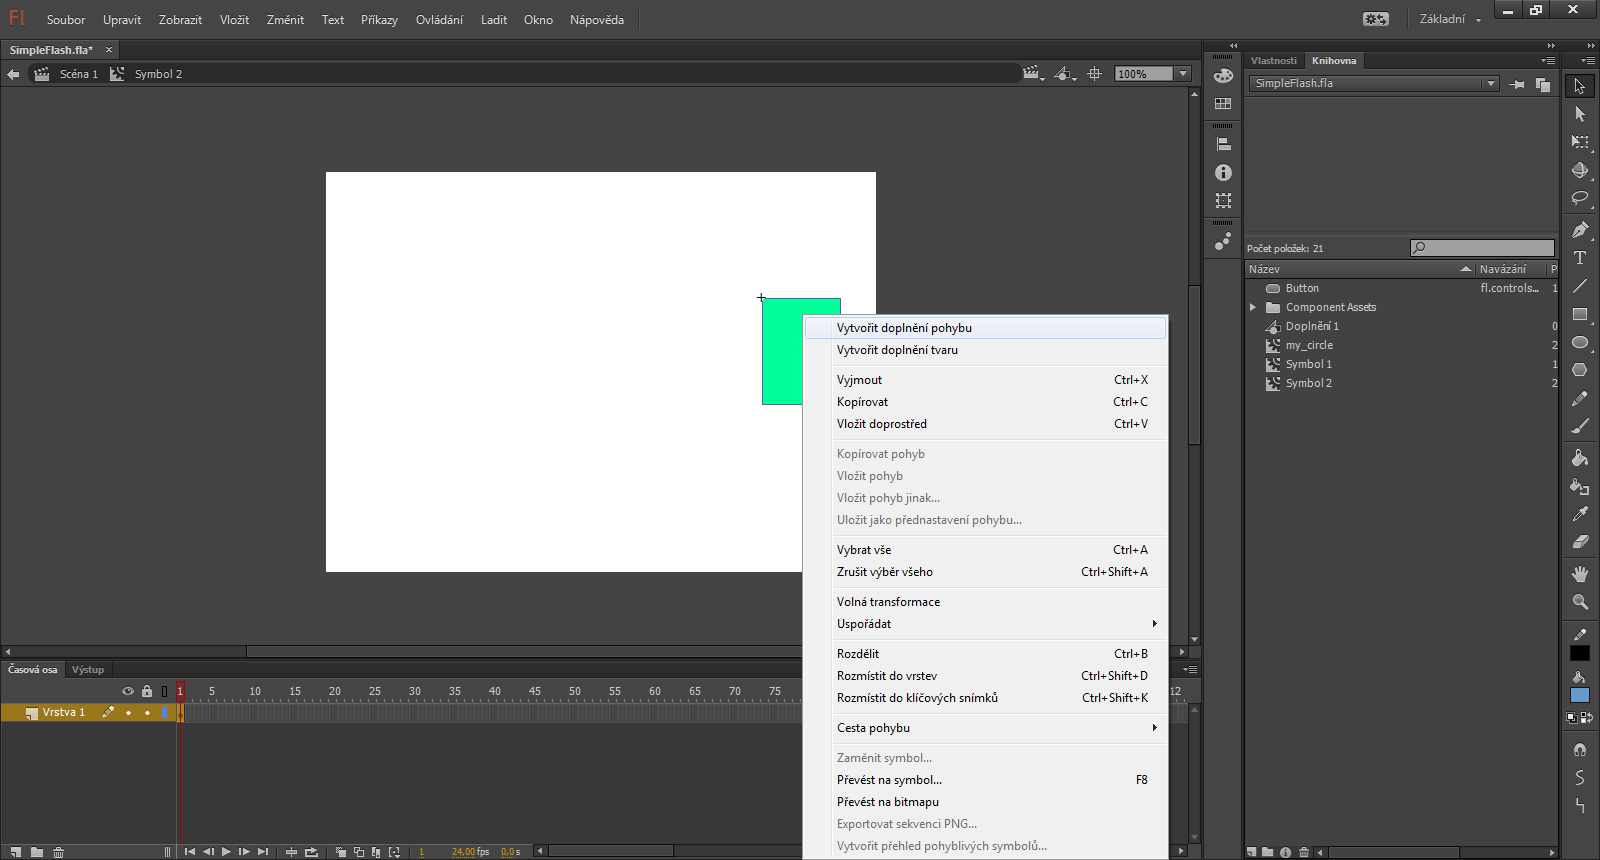 Fl Soubor Upravit Zobrazit Vložit Změnit Text Příkazy Ovládání Ladit Okno Nápověda Základní
SimpleFlash.fla* ×
Scéna 1 Symbol 2 100%
Vlastnosti Knihovna
SimpleFlash.fla
Počet položek: 21
Název Navázání P
Button fl.controls... 1
Component Assets
Doplnění 1 0
my_circle 2
Symbol 1 1
Symbol 2 2
Vytvořit doplnění pohybu
Vytvořit doplnění tvaru
Vyjmout Ctrl+X
Kopírovat Ctrl+C
Vložit doprostřed Ctrl+V
Kopírovat pohyb
Vložit pohyb
Vložit pohyb jinak...
Uložit jako přednastavení pohybu...
Vybrat vše Ctrl+A
Zrušit výběr všeho Ctrl+Shift+A
Volná transformace
Uspořádat
Rozdělit Ctrl+B
Rozmístit do vrstev Ctrl+Shift+D
Rozmístit do klíčových snímků Ctrl+Shift+K
Cesta pohybu
Zaměnit symbol...
Převést na symbol... F8
Převést na bitmapu
Exportovat sekvenci PNG...
Vytvořit přehled pohyblivých symbolů...
Časová osa Výstup
1 5 10 15 20 25 30 35 40 45 50 55 60 65 70 75 12
Vrstva 1
1 24,00 fps 0,0 s